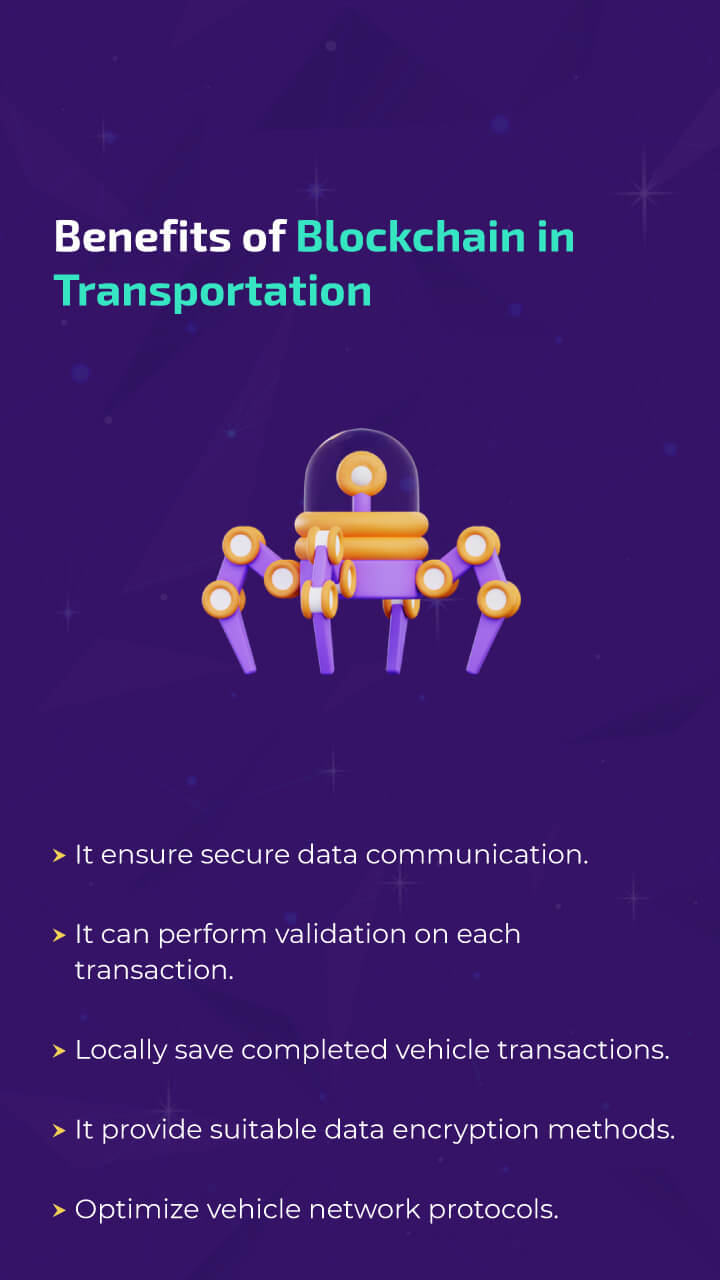 Benefits of Blockchain in
Transportation
It ensure secure data communication.
It can perform validation on each
transaction.
Locally save completed vehicle transactions.
It provide suitable data encryption methods.
Optimize vehicle network protocols.